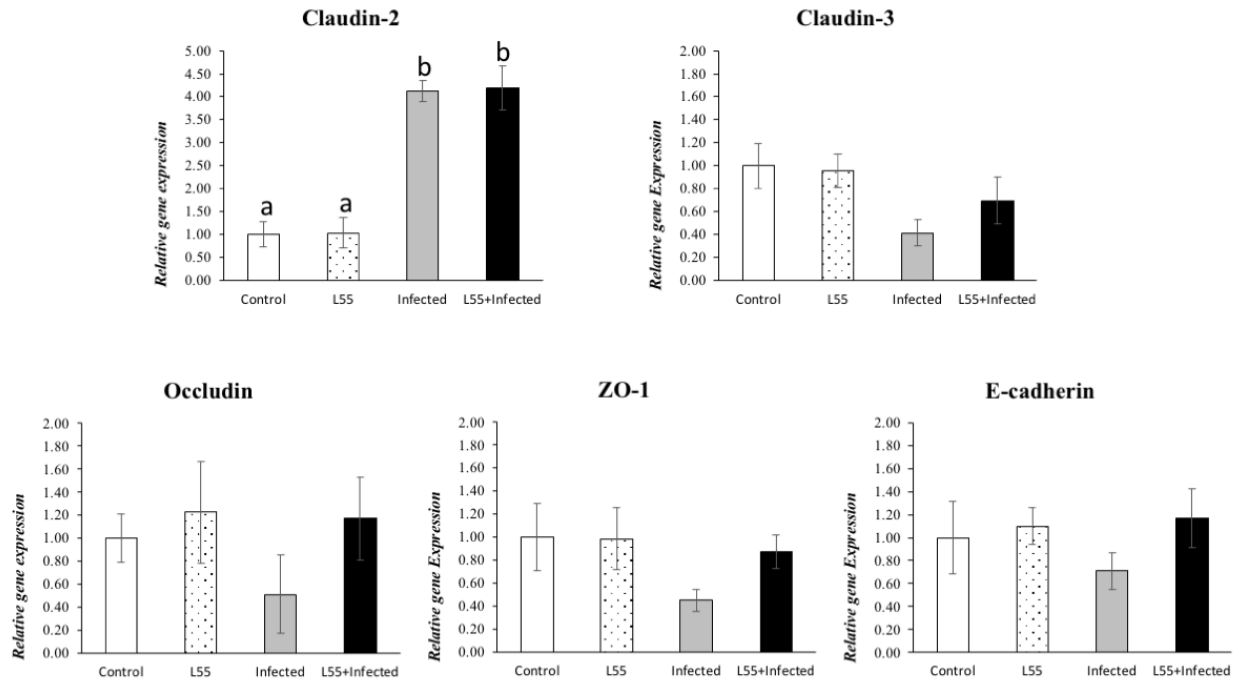 Claudin-2
Relative gene expression
5.00
4.50
4.00
3.50
3.00
2.50
2.00
1.50
1.00
0.50
0.00
a
a
b
b
Control
L55
Infected
L55+Infected
Claudin-3
Relative gene Expression
2.00
1.80
1.60
1.40
1.20
1.00
0.80
0.60
0.40
0.20
0.00
Control
L55
Infected
L55+Infected
Occludin
Relative gene expression
2.00
1.80
1.60
1.40
1.20
1.00
0.80
0.60
0.40
0.20
0.00
Control
L55
Infected
L55+Infected
ZO-1
Relative gene Expression
2.00
1.80
1.60
1.40
1.20
1.00
0.80
0.60
0.40
0.20
0.00
Control
L55
Infected
L55+Infected
E-cadherin
Relative gene Expression
2.00
1.80
1.60
1.40
1.20
1.00
0.80
0.60
0.40
0.20
0.00
Control
L55
Infected
L55+Infected